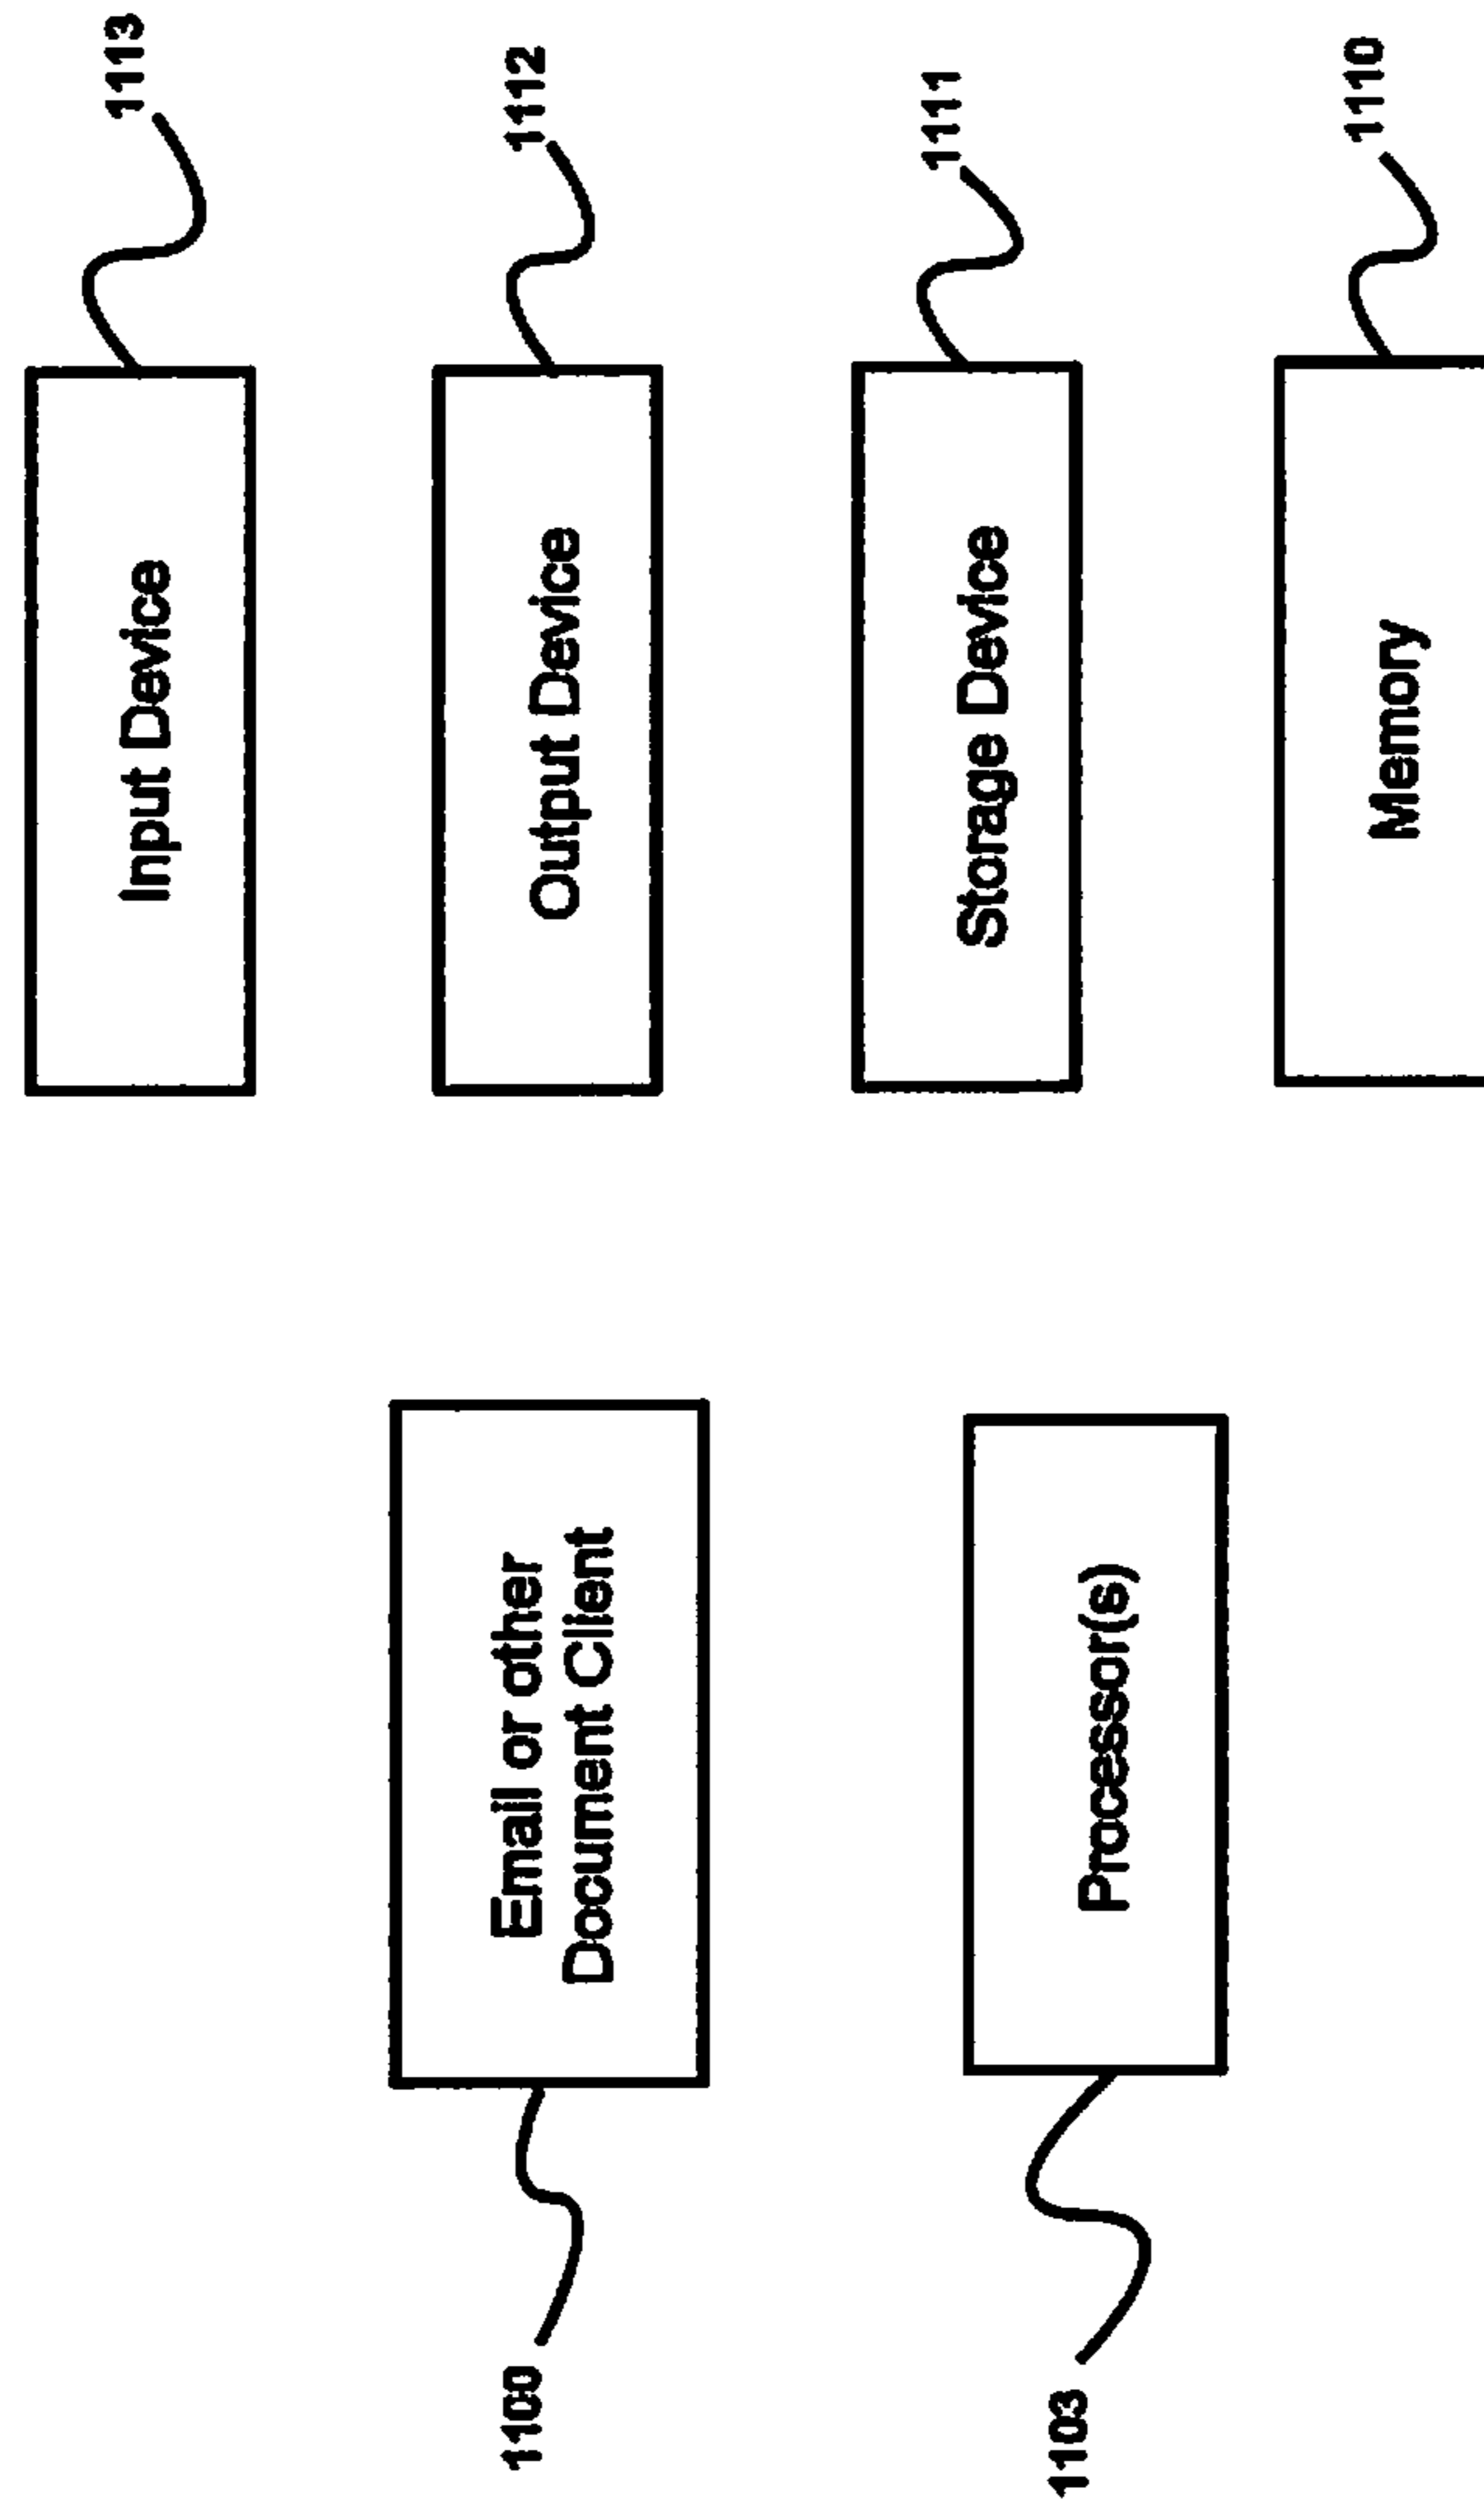 1100
Email or other
Document Client
1103
Processor(s)
Input Device
1113
Output Device
1112
Storage Device
1111
Memory
1110